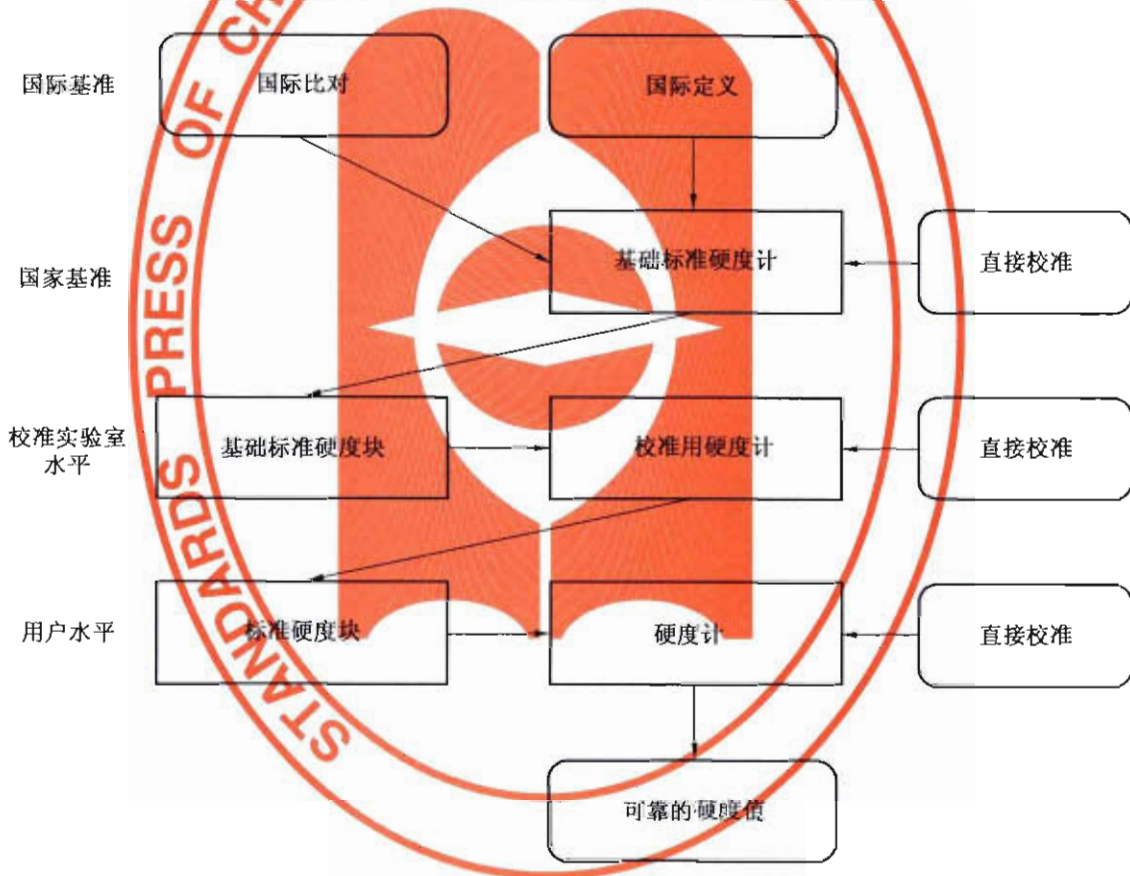 国际基准
国际比对
国际定义
国家基准
基础标准硬度计
直接校准
校准实验室
水平
基础标准硬度块
校准用硬度计
直接校准
用户水平
标准硬度块
硬度计
直接校准
可靠的硬度值
STANDARDS PRESS OF CH